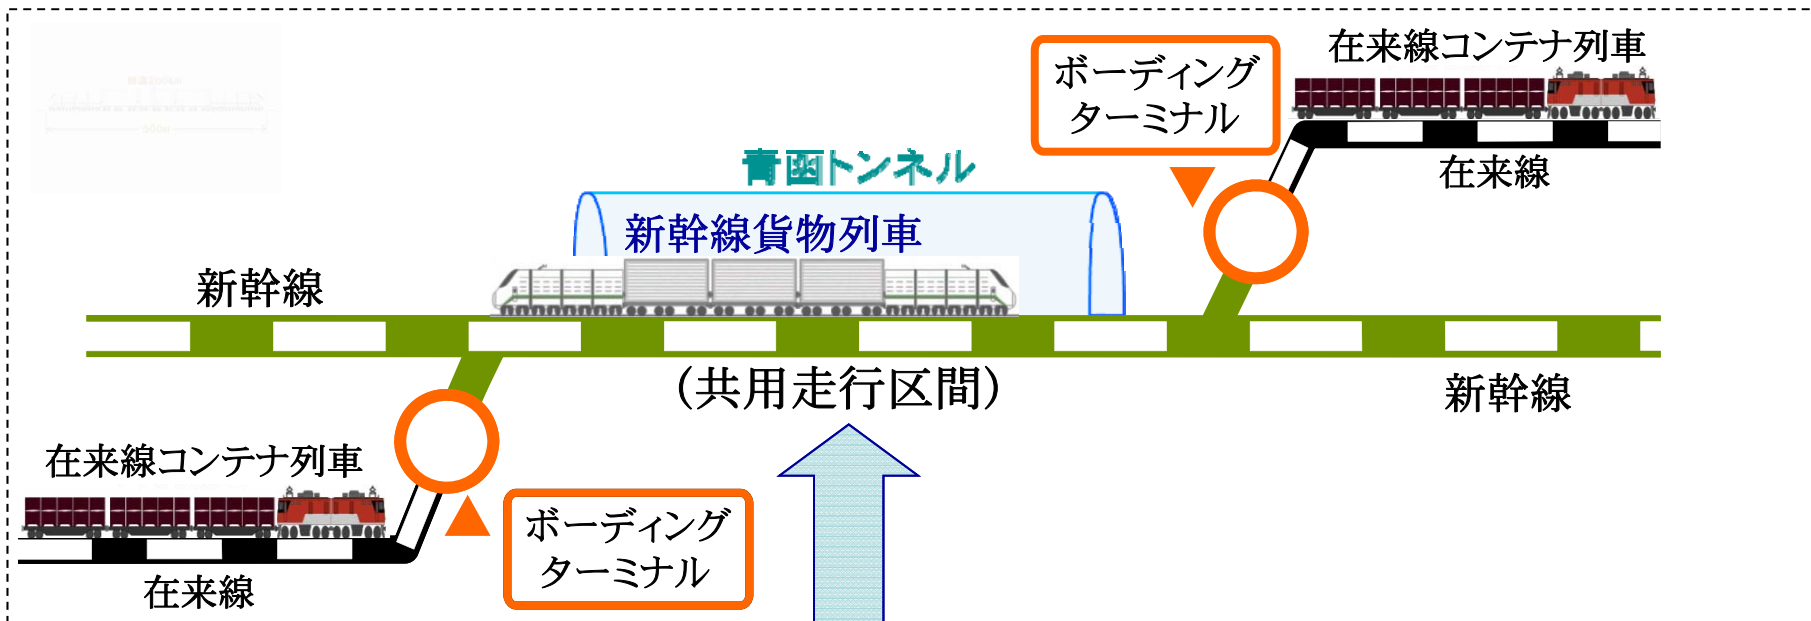 在来線コンテナ列車
ボーディング
ターミナル
在来線
青函トンネル
新幹線貨物列車
新幹線
(共用走行区間)
新幹線
在来線コンテナ列車
ボーディング
ターミナル
在来線